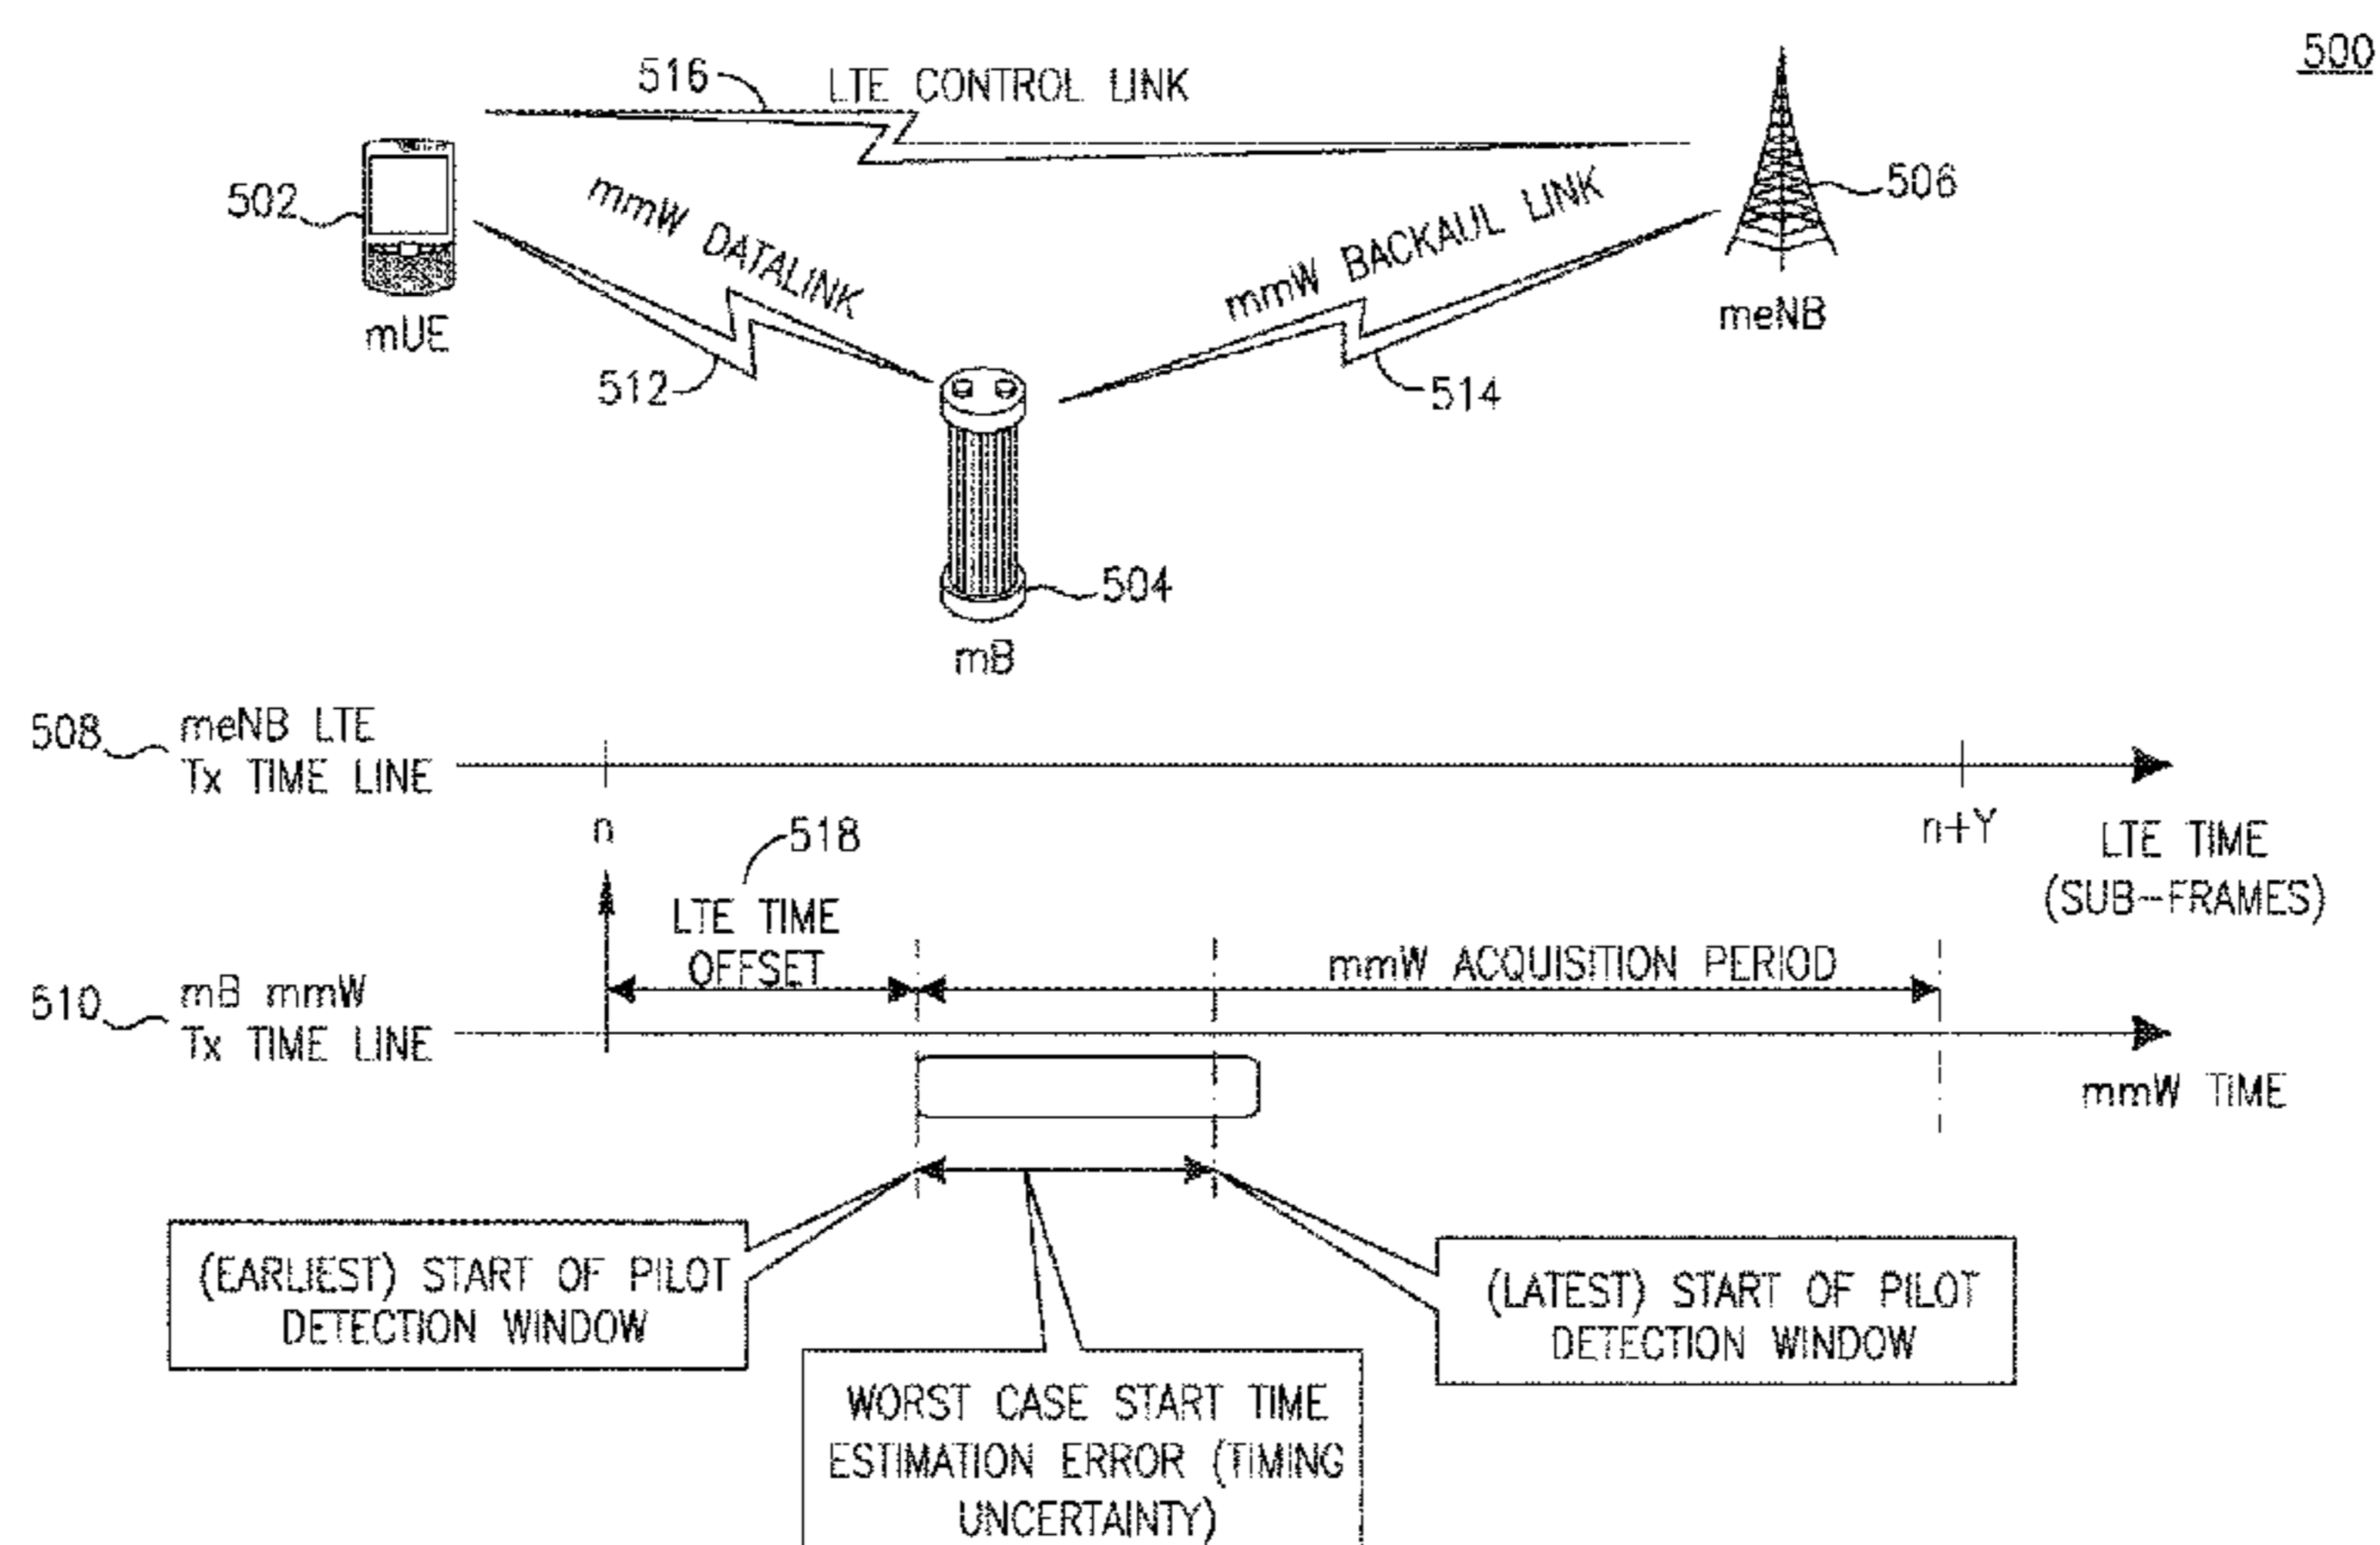 500
516
LTE CONTROL LINK
502
506
mmW DATALINK
mmW BACKAUL LINK
mUE
meNB
512
514
504
mB
508
meNB LTE
Tx TIME LINE
n
n+Y
LTE TIME
(SUB-FRAMES)
518
LTE TIME
OFFSET
mmW ACQUISITION PERIOD
510
mB mmW
Tx TIME LINE
mmW TIME
(EARLIEST) START OF PILOT
DETECTION WINDOW
(LATEST) START OF PILOT
DETECTION WINDOW
WORST CASE START TIME
ESTIMATION ERROR (TIMING
UNCERTAINTY)